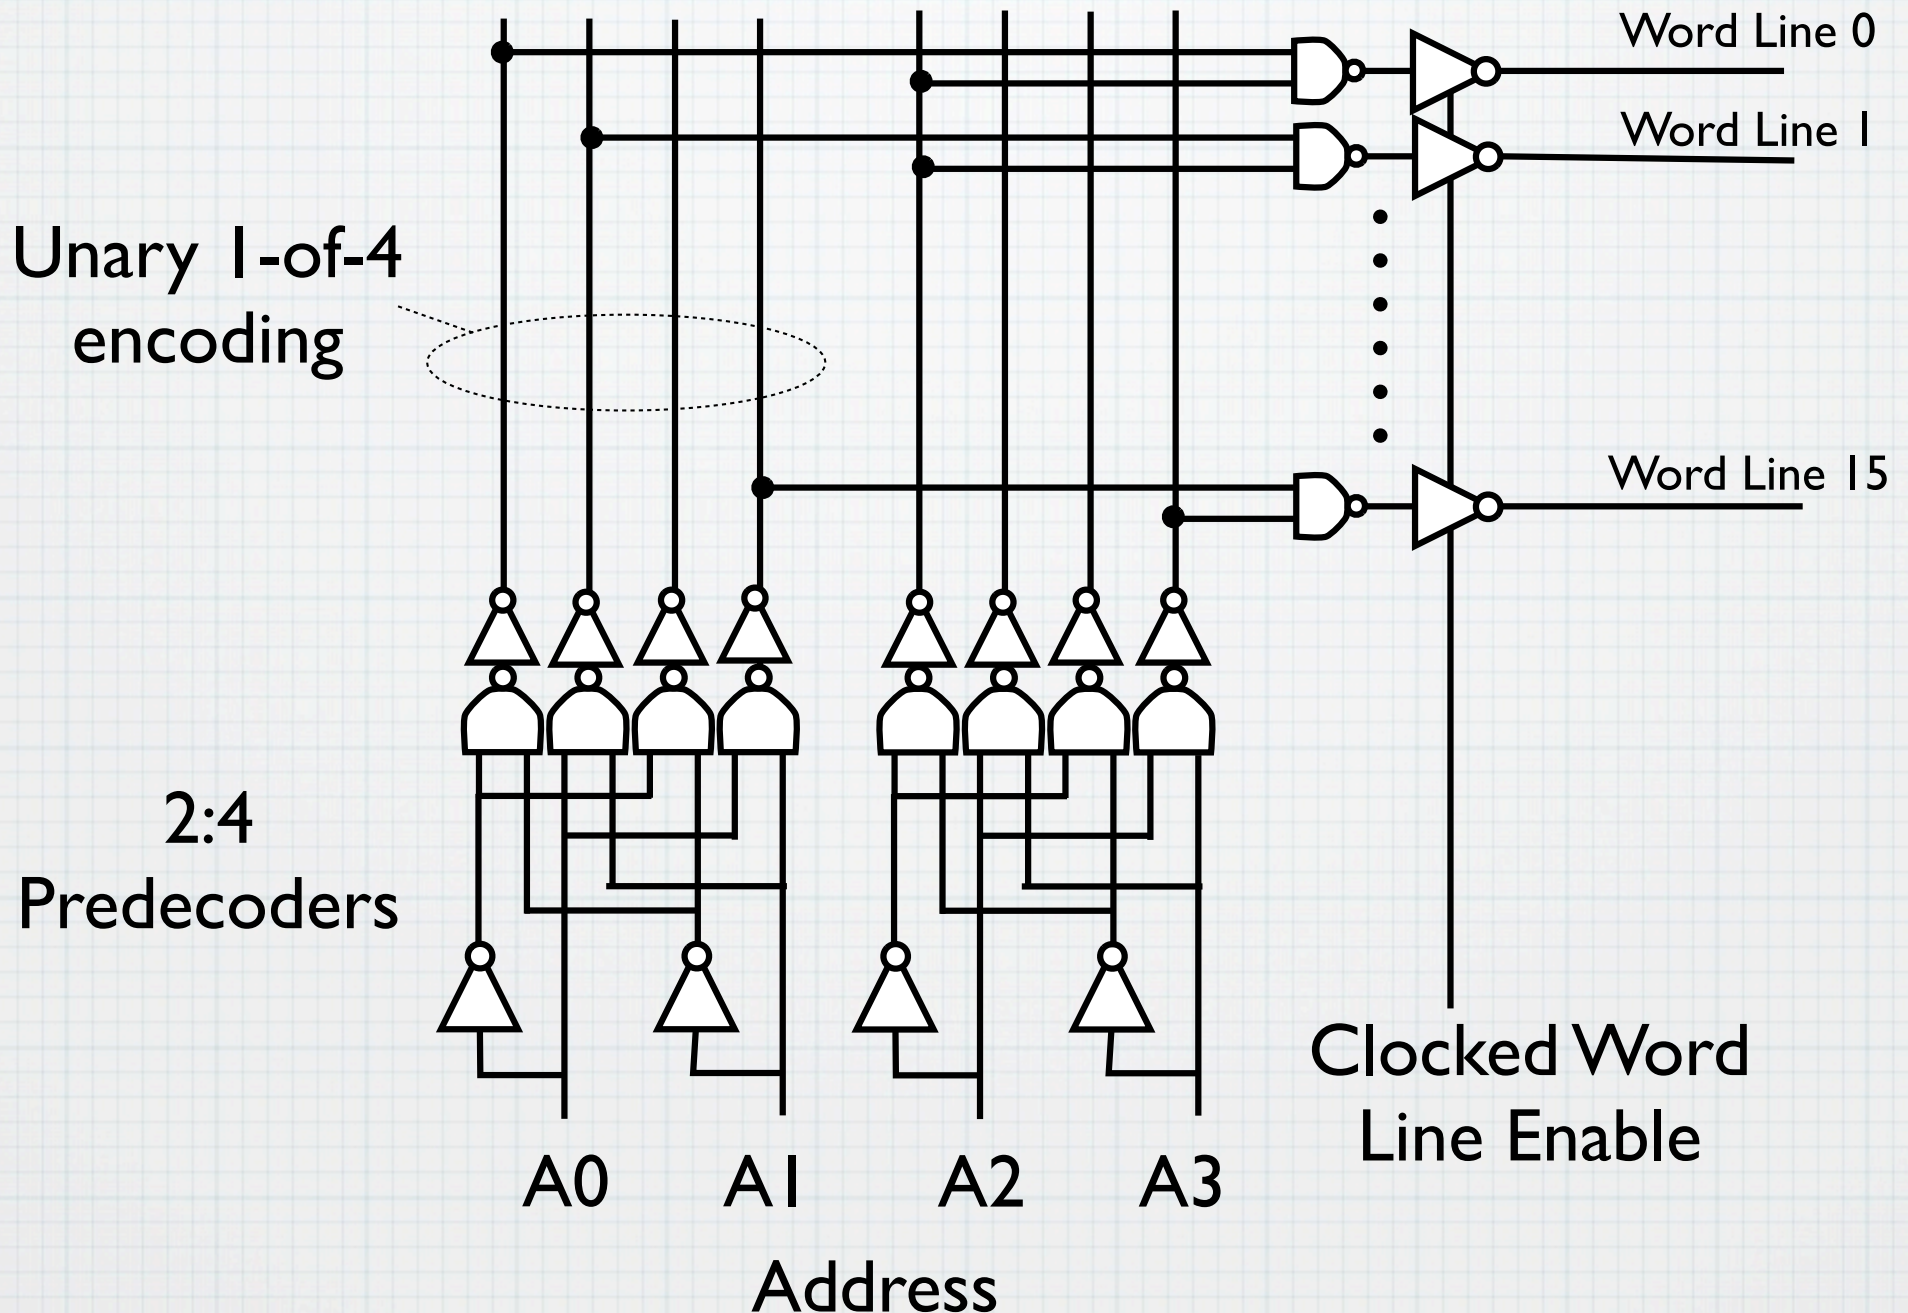 Word Line 0
Word Line 1
Unary 1-of-4
encoding
Word Line 15
2:4
Predecoders
Clocked Word
Line Enable
A0
A1
A2
A3
Address